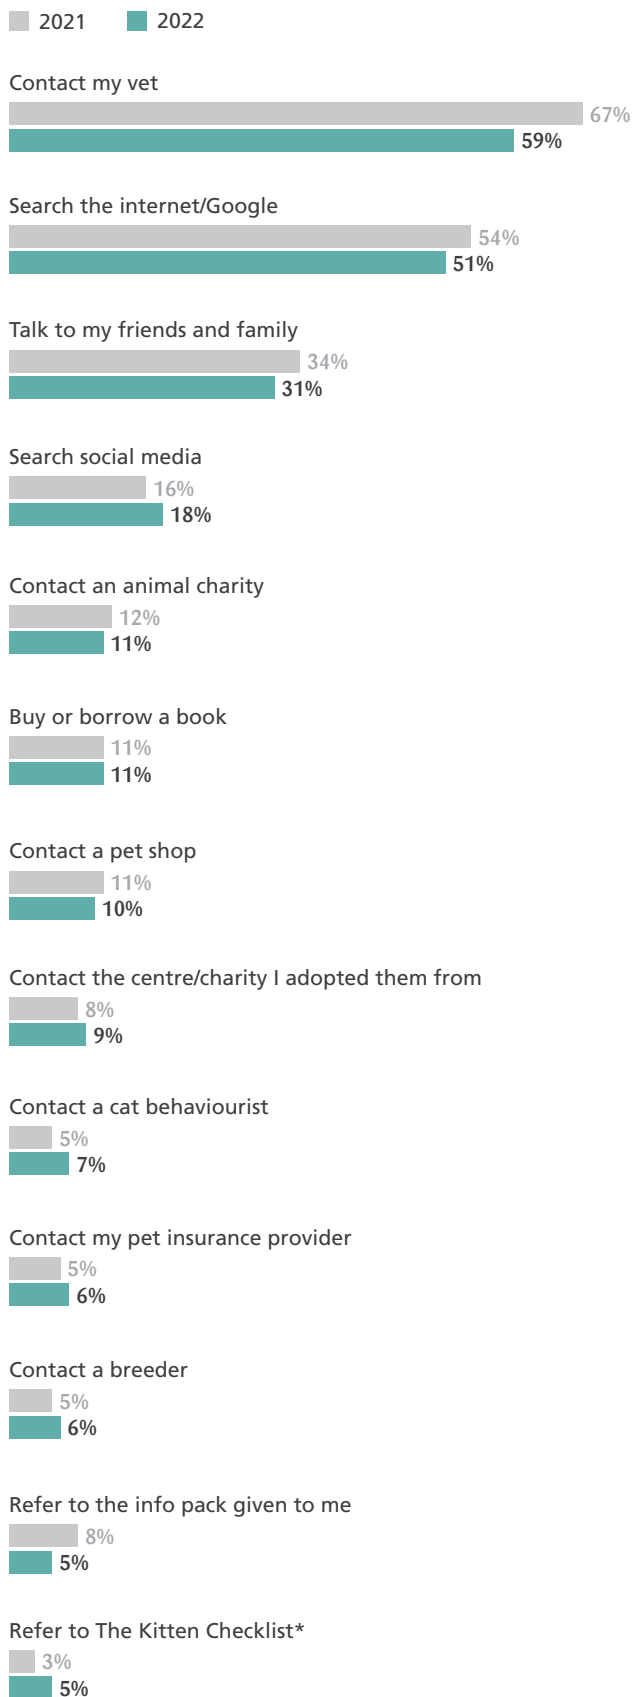 2021 2022
Contact my vet
67%
59%
Search the internet/Google
54%
51%
Talk to my friends and family
34%
31%
Search social media
16%
18%
Contact an animal charity
12%
11%
Buy or borrow a book
11%
11%
Contact a pet shop
11%
10%
Contact the centre/charity I adopted them from
8%
9%
Contact a cat behaviourist
5%
7%
Contact my pet insurance provider
5%
6%
Contact a breeder
5%
6%
Refer to the info pack given to me
8%
5%
Refer to The Kitten Checklist*
3%
5%